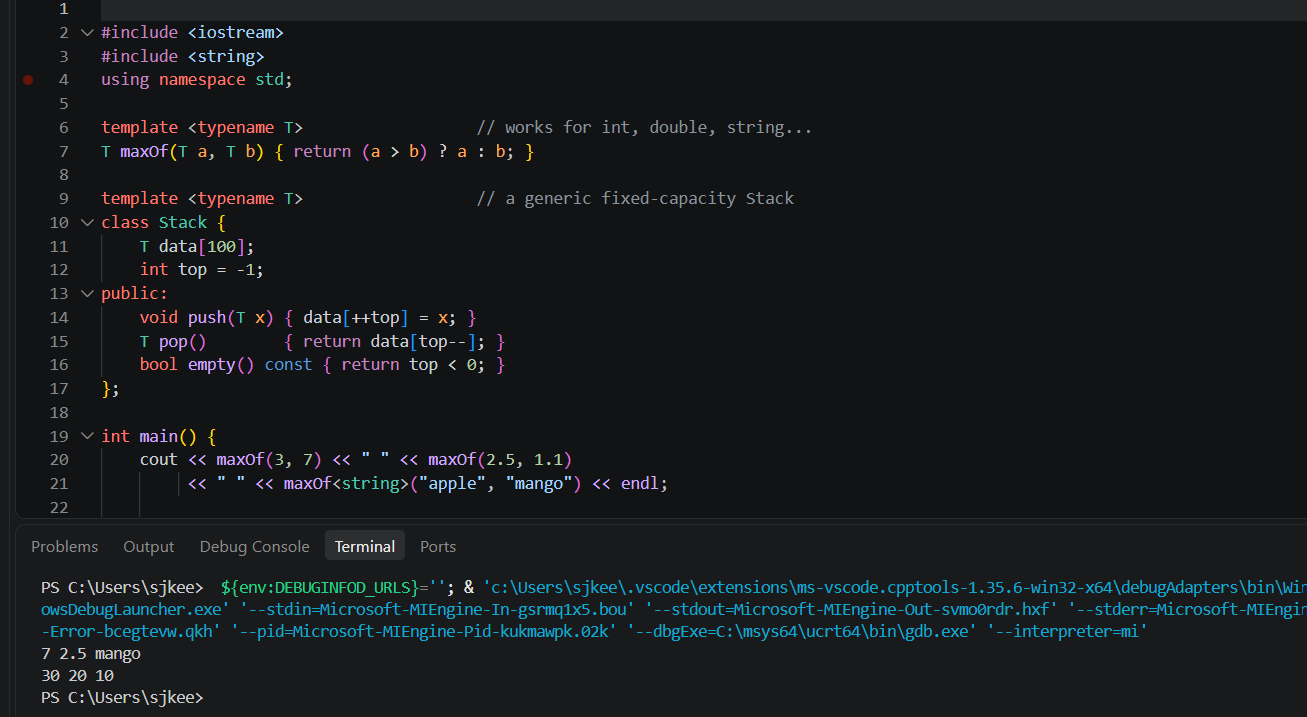 1
2 #include <iostream>
3 #include <string>
4 using namespace std;
5
6 template <typename T>                  // works for int, double, string...
7 T maxOf(T a, T b) { return (a > b) ? a : b; }
8
9 template <typename T>                  // a generic fixed-capacity Stack
10 class Stack {
11     T data[100];
12     int top = -1;
13 public:
14     void push(T x) { data[++top] = x; }
15     T pop()        { return data[top--]; }
16     bool empty() const { return top < 0; }
17 };
18
19 int main() {
20     cout << maxOf(3, 7) << " " << maxOf(2.5, 1.1)
21          << " " << maxOf<string>("apple", "mango") << endl;
22
Problems Output Debug Console Terminal Ports
PS C:\Users\sjkee>  ${env:DEBUGINFOD_URLS}=''; & 'c:\Users\sjkee\.vscode\extensions\ms-vscode.cpptools-1.35.6-win32-x64\debugAdapters\bin\Win
owsDebugLauncher.exe' '--stdin=Microsoft-MIEngine-In-gsrmq1x5.bou' '--stdout=Microsoft-MIEngine-Out-svmo0rdr.hxf' '--stderr=Microsoft-MIEngin
-Error-bcegtevw.qkh' '--pid=Microsoft-MIEngine-Pid-kukmawpk.02k' '--dbgExe=C:\msys64\ucrt64\bin\gdb.exe' '--interpreter=mi'
7 2.5 mango
30 20 10
PS C:\Users\sjkee>